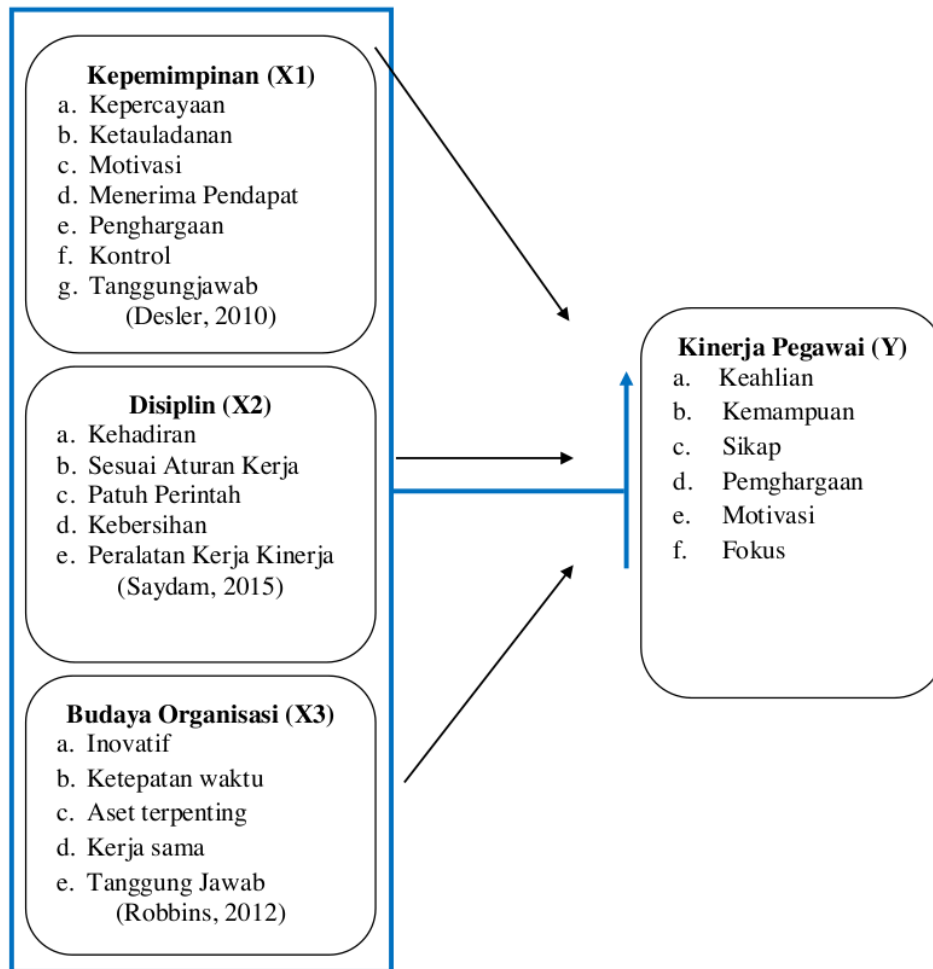 Kepemimpinan (X1)
a. Kepercayaan
b. Ketauladanan
c. Motivasi
d. Menerima Pendapat
e. Penghargaan
f. Kontrol
g. Tanggungjawab
(Desler, 2010)
Disiplin (X2)
a. Kehadiran
b. Sesuai Aturan Kerja
c. Patuh Perintah
d. Kebersihan
e. Peralatan Kerja Kinerja
(Saydam, 2015)
Budaya Organisasi (X3)
a. Inovatif
b. Ketepatan waktu
c. Aset terpenting
d. Kerja sama
e. Tanggung Jawab
(Robbins, 2012)
Kinerja Pegawai (Y)
a. Keahlian
b. Kemampuan
c. Sikap
d. Pemghargaan
e. Motivasi
f. Fokus